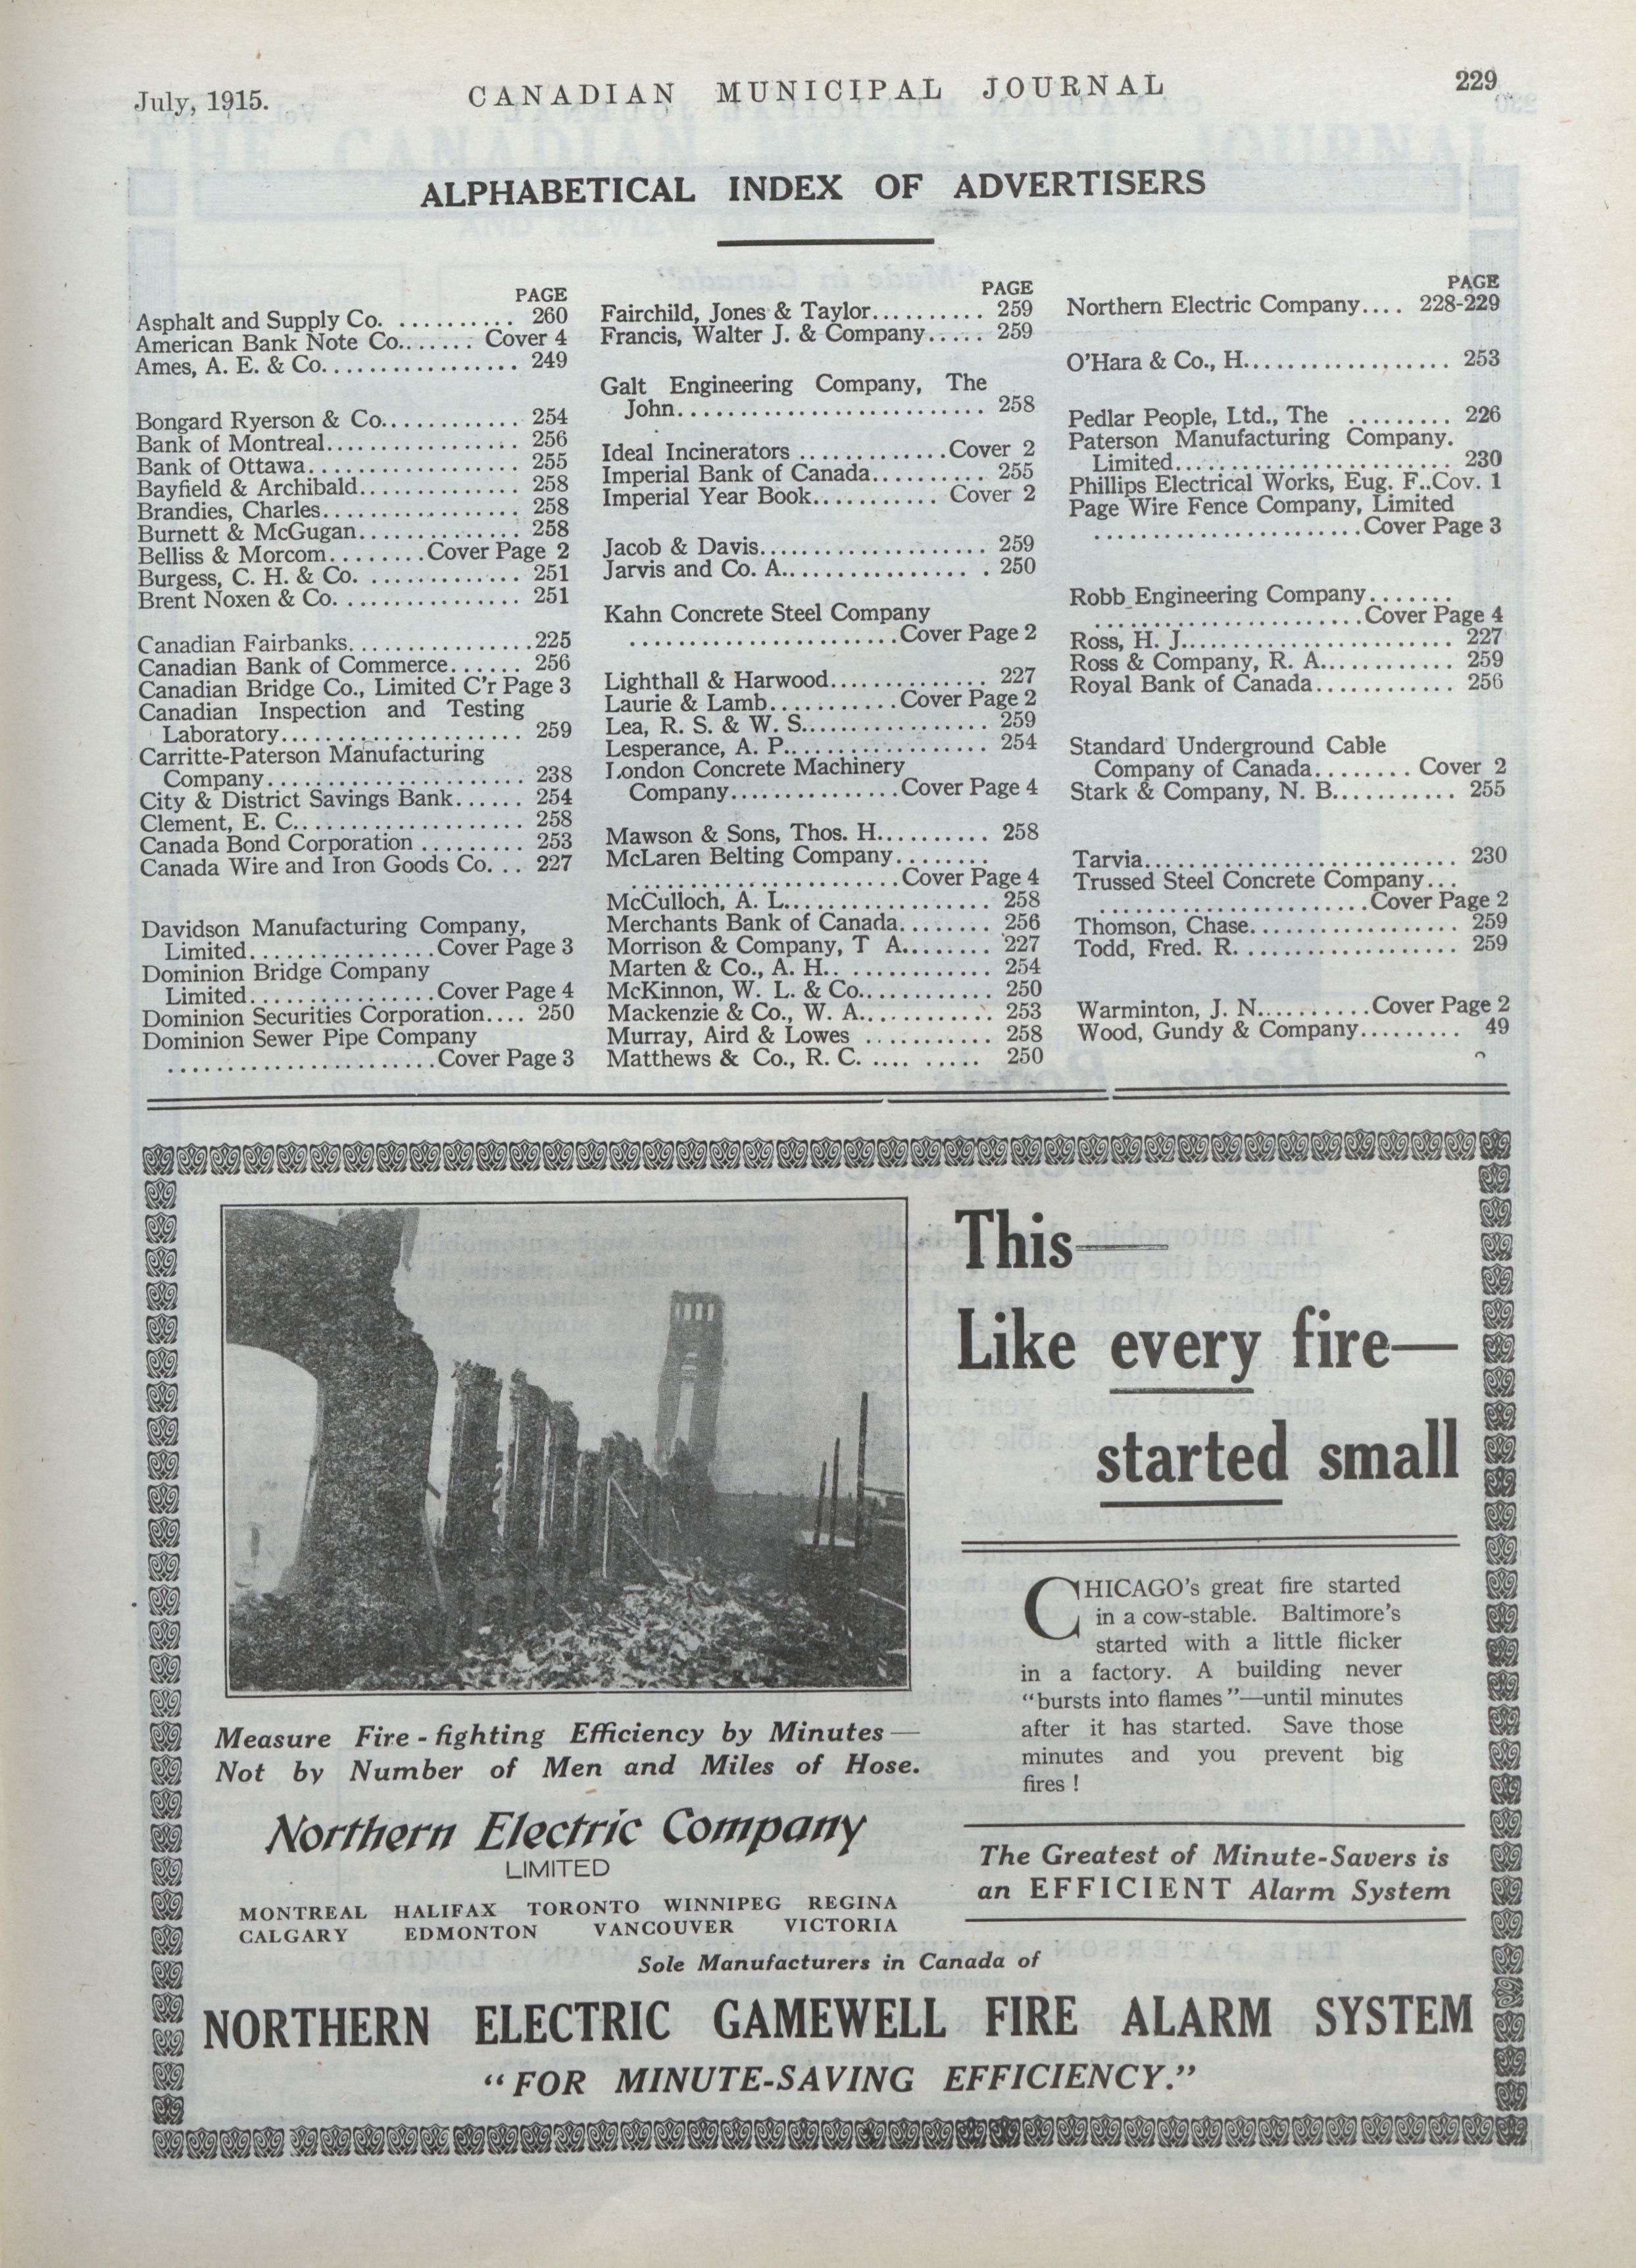 July, 1915.
CANADIAN MUNICIPAL JOURNAL
229
ALPHABETICAL INDEX OF ADVERTISERS
PAGE
Asphalt and Supply Co. .......... 260
American Bank Note Co....... Cover 4
Ames, A. E. & Co................. 249
Bongard Ryerson & Co............ 254
Bank of Montreal................. 256
Bank of Ottawa................... 255
Bayfield & Archibald.............. 258
Brandies, Charles................. 258
Burnett & McGugan.............. 258
Belliss & Morcom........Cover Page 2
Burgess, C. H. & Co. ............. 251
Brent Noxen & Co. ............... 251
Canadian Fairbanks................225
Canadian Bank of Commerce...... 256
Canadian Bridge Co., Limited C'r Page 3
Canadian Inspection and Testing
Laboratory...................... 259
Carritte-Paterson Manufacturing
Company....................... 238
City & District Savings Bank...... 254
Clement, E. C..................... 258
Canada Bond Corporation ......... 253
Canada Wire and Iron Goods Co. .. 227
Davidson Manufacturing Company,
Limited................Cover Page 3
Dominion Bridge Company
Limited................Cover Page 4
Dominion Securities Corporation.... 250
Dominion Sewer Pipe Company
.......................Cover Page 3
PAGE
Fairchild, Jones & Taylor.......... 259
Francis, Walter J. & Company..... 259
Galt Engineering Company, The
John.......................... 258
Ideal Incinerators .............Cover 2
Imperial Bank of Canada.......... 255
Imperial Year Book........... Cover 2
Jacob & Davis.................... 259
Jarvis and Co. A................. . 250
Kahn Concrete Steel Company
.......................Cover Page 2
Lighthall & Harwood.............. 227
Laurie & Lamb...........Cover Page 2
Lea, R. S. & W. S................. 259
Lesperance, A. P.................. 254
London Concrete Machinery
Company...............Cover Page 4
Mawson & Sons, Thos. H.......... 258
McLaren Belting Company........
.......................Cover Page 4
McCulloch, A. L.................. 258
Merchants Bank of Canada........ 256
Morrison & Company, T A........ 227
Marten & Co., A. H.. ............ 254
McKinnon, W. L. & Co............ 250
Mackenzie & Co., W. A............ 253
Murray, Aird & Lowes ........... 258
Matthews & Co., R. C. .... ..... 250
PAGE
Northern Electric Company.... 228-229
O'Hara & Co., H.................. 253
Pedlar People, Ltd., The ......... 226
Paterson Manufacturing Company.
Limited........................ 230
Phillips Electrical Works, Eug. F..Cov. 1
Page Wire Fence Company, Limited
.......................Cover Page 3
Robb Engineering Company.......
.......................Cover Page 4
Ross, H. J........................ 227
Ross & Company, R. A............ 259
Royal Bank of Canada............ 256
Standard Underground Cable
Company of Canada........ Cover 2
Stark & Company, N. B........... 255
Tarvia............................ 230
Trussed Steel Concrete Company...
.......................Cover Page 2
Thomson, Chase.................. 259
Todd, Fred. R. ................... 259
Warminton, J. N..........Cover Page 2
Wood, Gundy & Company......... 49
This—
Like every fire—
started small
CHICAGO's great fire started
in a cow-stable. Baltimore's
started with a little flicker
in a factory. A building never
"bursts into flames"—until minutes
after it has started. Save those
minutes and you prevent big
fires !
Measure Fire-fighting Efficiency by Minutes—
Not by Number of Men and Miles of Hose.
Northern Electric Company
LIMITED
MONTREAL HALIFAX TORONTO WINNIPEG REGINA
CALGARY EDMONTON VANCOUVER VICTORIA
The Greatest of Minute-Savers is
an EFFICIENT Alarm System
Sole Manufacturers in Canada of
NORTHERN ELECTRIC GAMEWELL FIRE ALARM SYSTEM
"FOR MINUTE-SAVING EFFICIENCY."